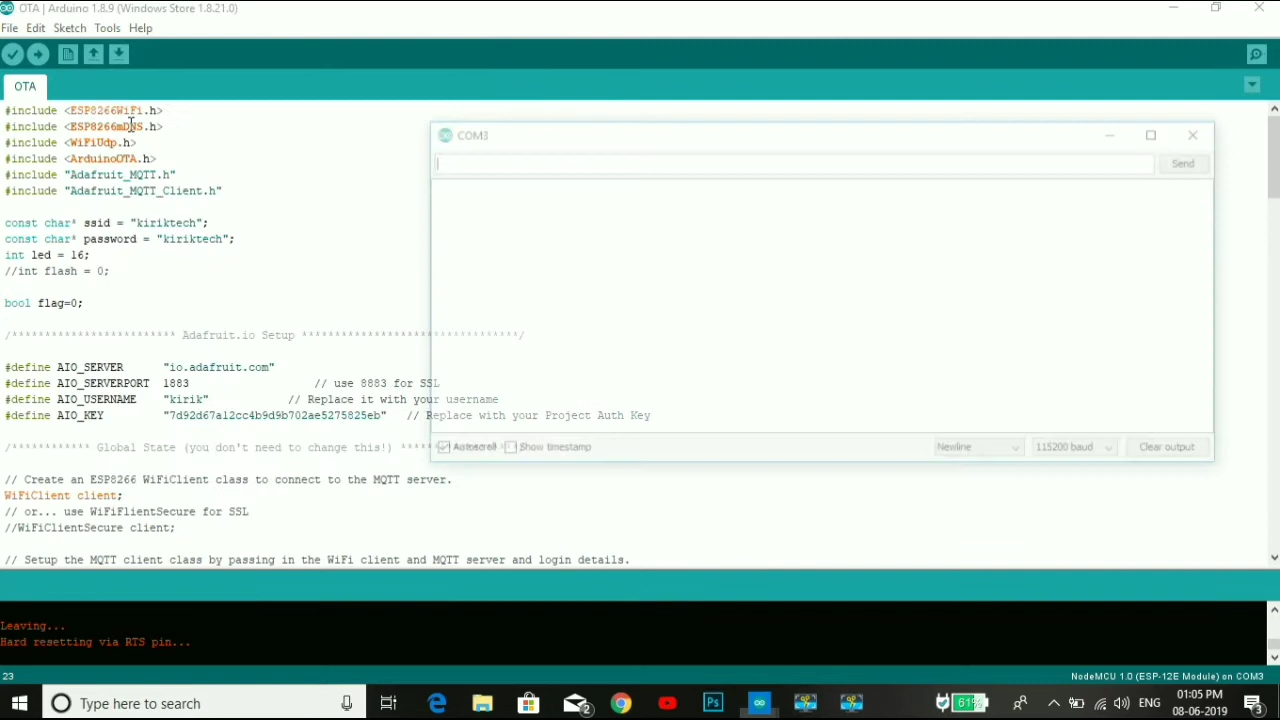 OTA | Arduino 1.8.9 (Windows Store 1.8.21.0)
File Edit Sketch Tools Help
OTA
#include <ESP8266WiFi.h>
#include <ESP8266mDNS.h>
#include <WiFiUdp.h>
#include <ArduinoOTA.h>
#include "Adafruit_MQTT.h"
#include "Adafruit_MQTT_Client.h"
const char* ssid = "kiriktech";
const char* password = "kiriktech";
int led = 16;
//int flash = 0;
bool flag=0;
/************************* Adafruit.io Setup *********************************/
#define AIO_SERVER "io.adafruit.com"
#define AIO_SERVERPORT 1883 // use 8883 for SSL
#define AIO_USERNAME "kirik" // Replace it with your username
#define AIO_KEY "7d92d67a12cc4b9d9b702ae5275825eb" // Replace with your Project Auth Key
/************ Global State (you don't need to change this!)
// Create an ESP8266 WiFiClient class to connect to the MQTT server.
WiFiClient client;
// or... use WiFiFlientSecure for SSL
//WiFiClientSecure client;
// Setup the MQTT client class by passing in the WiFi client and MQTT server and login details.
COM3
Send
Autoscroll Show timestamp
Newline 115200 baud Clear output
Leaving...
Hard resetting via RTS pin...
23
NodeMCU 1.0 (ESP-12E Module) on COM3
Type here to search
2
Ps
61%
ENG
01:05 PM
08-06-2019
3